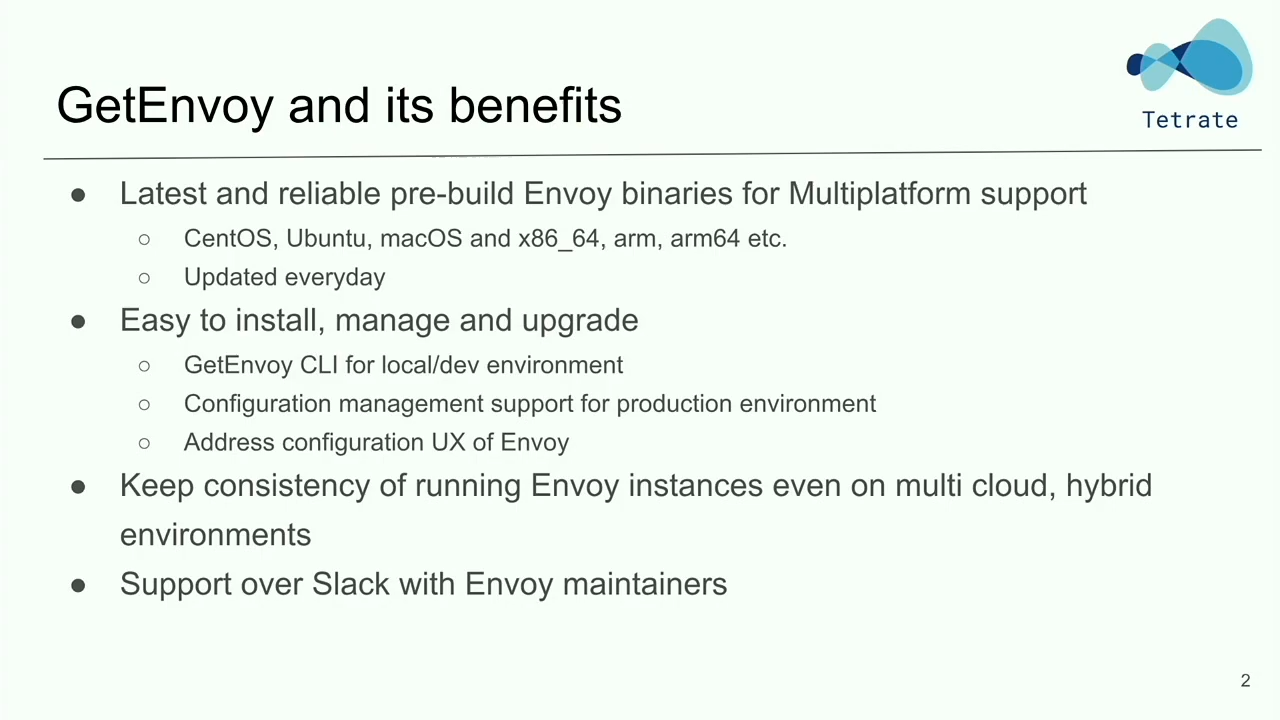 GetEnvoy and its benefits
Tetrate
● Latest and reliable pre-build Envoy binaries for Multiplatform support
○ CentOS, Ubuntu, macOS and x86_64, arm, arm64 etc.
○ Updated everyday
● Easy to install, manage and upgrade
○ GetEnvoy CLI for local/dev environment
○ Configuration management support for production environment
○ Address configuration UX of Envoy
● Keep consistency of running Envoy instances even on multi cloud, hybrid
environments
● Support over Slack with Envoy maintainers
2